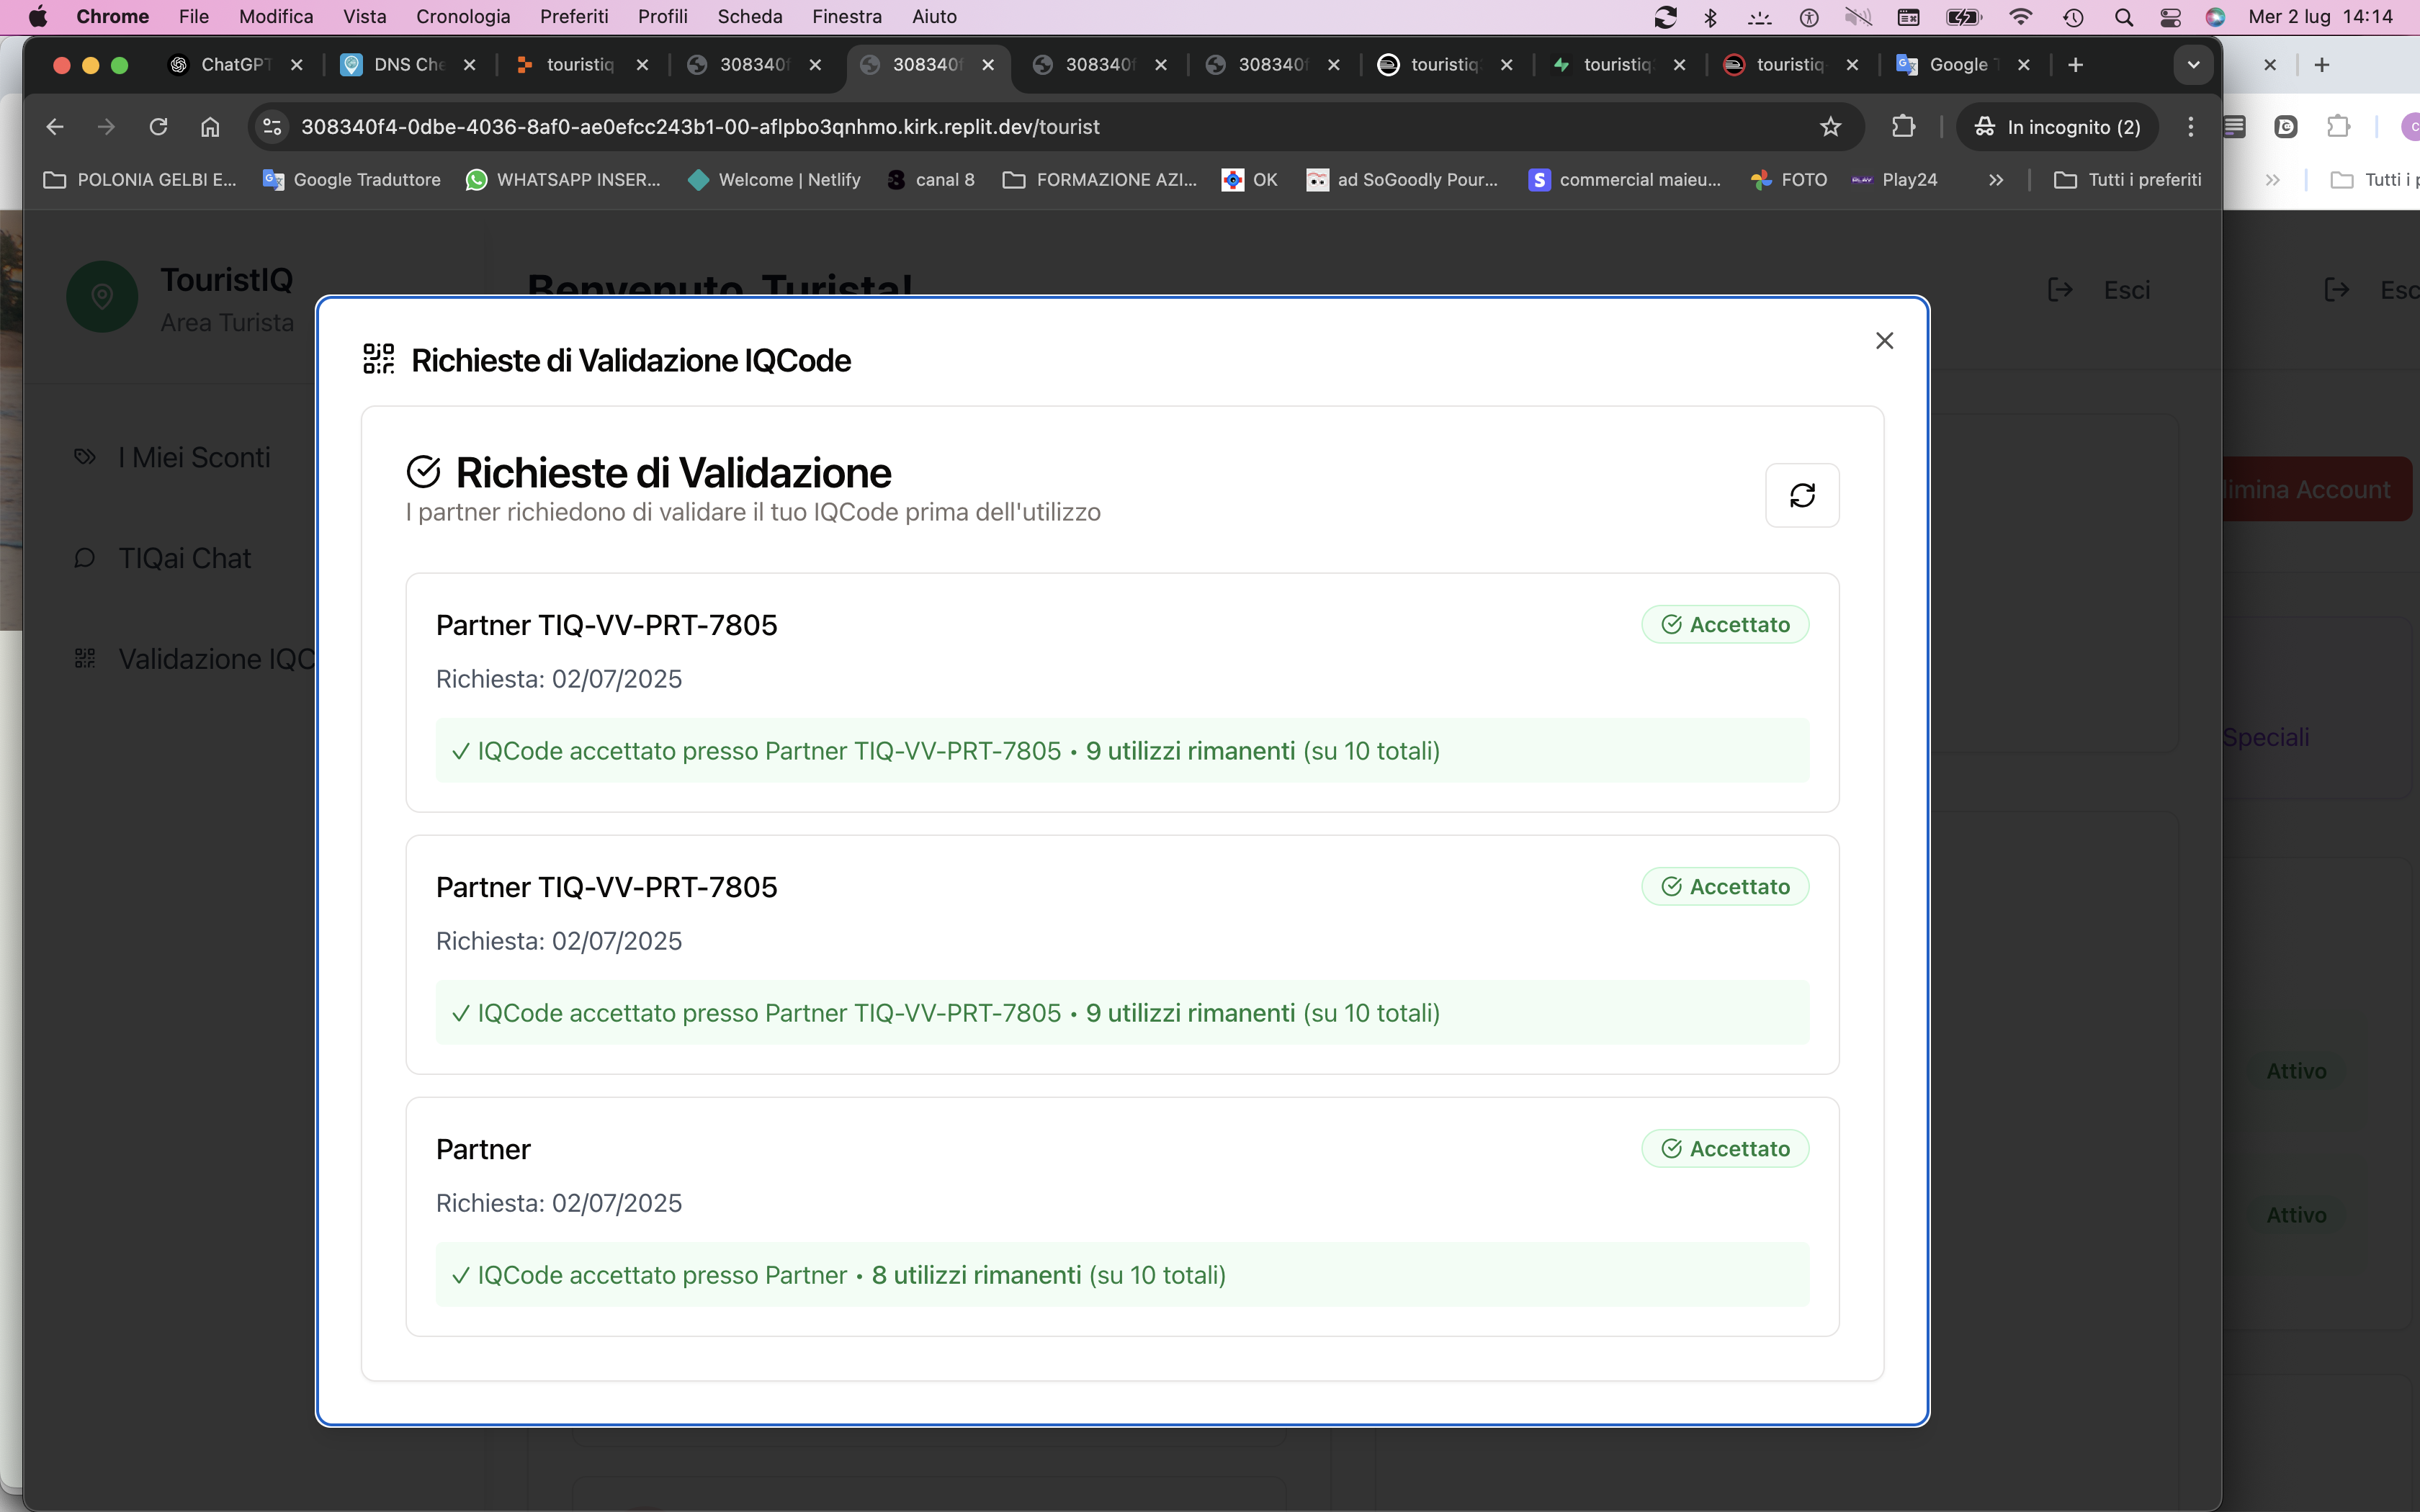 Chrome File Modifica Vista Cronologia Preferiti Profili Scheda Finestra Aiuto Mer 2 lug 14:14
ChatGPT DNS Che touristiq 308340f 308340f 308340f 308340f touristiq touristiq touristiq- Google T
308340f4-0dbe-4036-8af0-ae0efcc243b1-00-aflpbo3qnhmo.kirk.replit.dev/tourist In incognito (2)
POLONIA GELBI E... Google Traduttore WHATSAPP INSER... Welcome | Netlify canal 8 FORMAZIONE AZI... OK ad SoGoodly Pour... commercial maieu... FOTO Play24 Tutti i preferiti Tutti i p
TouristIQ
Area Turista
Benvenuto, Turista!
Esci
Esc
I Miei Sconti
TIQai Chat
Validazione IQC
limina Account
Speciali
Attivo
Attivo
Richieste di Validazione IQCode
Richieste di Validazione
I partner richiedono di validare il tuo IQCode prima dell'utilizzo
Partner TIQ-VV-PRT-7805
Accettato
Richiesta: 02/07/2025
✓ IQCode accettato presso Partner TIQ-VV-PRT-7805 • 9 utilizzi rimanenti (su 10 totali)
Partner TIQ-VV-PRT-7805
Accettato
Richiesta: 02/07/2025
✓ IQCode accettato presso Partner TIQ-VV-PRT-7805 • 9 utilizzi rimanenti (su 10 totali)
Partner
Accettato
Richiesta: 02/07/2025
✓ IQCode accettato presso Partner • 8 utilizzi rimanenti (su 10 totali)